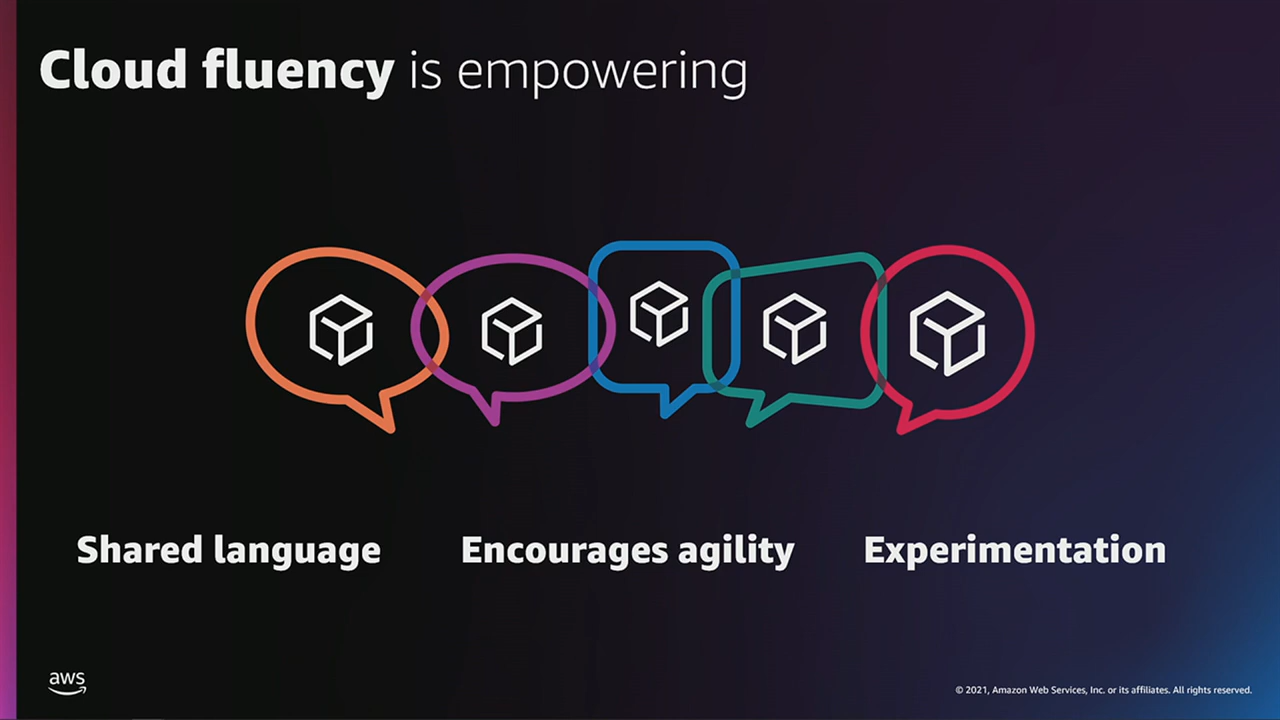 Cloud fluency is empowering
Shared language
Encourages agility
Experimentation
aws
© 2021, Amazon Web Services, Inc. or its affiliates. All rights reserved.